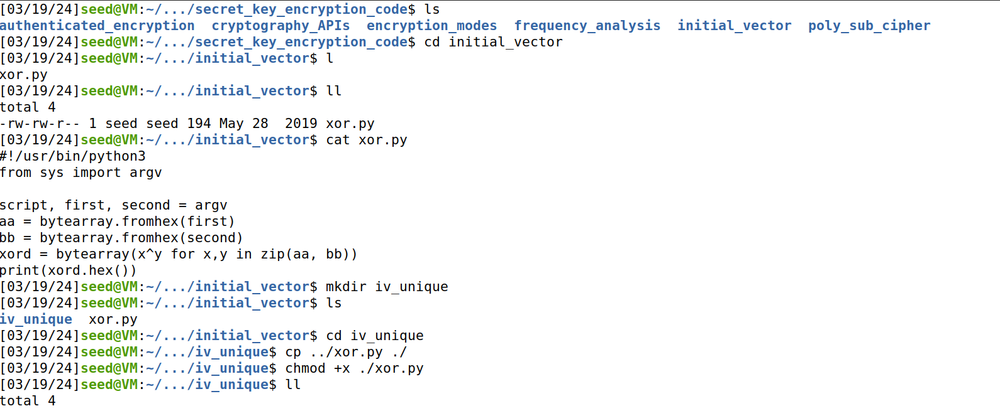 [03/19/24]seed@VM:~/.../secret_key_encryption_code$ ls
authenticated_encryption  cryptography_APIs  encryption_modes  frequency_analysis  initial_vector  poly_sub_cipher
[03/19/24]seed@VM:~/.../secret_key_encryption_code$ cd initial_vector
[03/19/24]seed@VM:~/.../initial_vector$ l
xor.py
[03/19/24]seed@VM:~/.../initial_vector$ ll
total 4
-rw-rw-r-- 1 seed seed 194 May 28  2019 xor.py
[03/19/24]seed@VM:~/.../initial_vector$ cat xor.py
#!/usr/bin/python3
from sys import argv

script, first, second = argv
aa = bytearray.fromhex(first)
bb = bytearray.fromhex(second)
xord = bytearray(x^y for x,y in zip(aa, bb))
print(xord.hex())
[03/19/24]seed@VM:~/.../initial_vector$ mkdir iv_unique
[03/19/24]seed@VM:~/.../initial_vector$ ls
iv_unique  xor.py
[03/19/24]seed@VM:~/.../initial_vector$ cd iv_unique
[03/19/24]seed@VM:~/.../iv_unique$ cp ../xor.py ./
[03/19/24]seed@VM:~/.../iv_unique$ chmod +x ./xor.py
[03/19/24]seed@VM:~/.../iv_unique$ ll
total 4